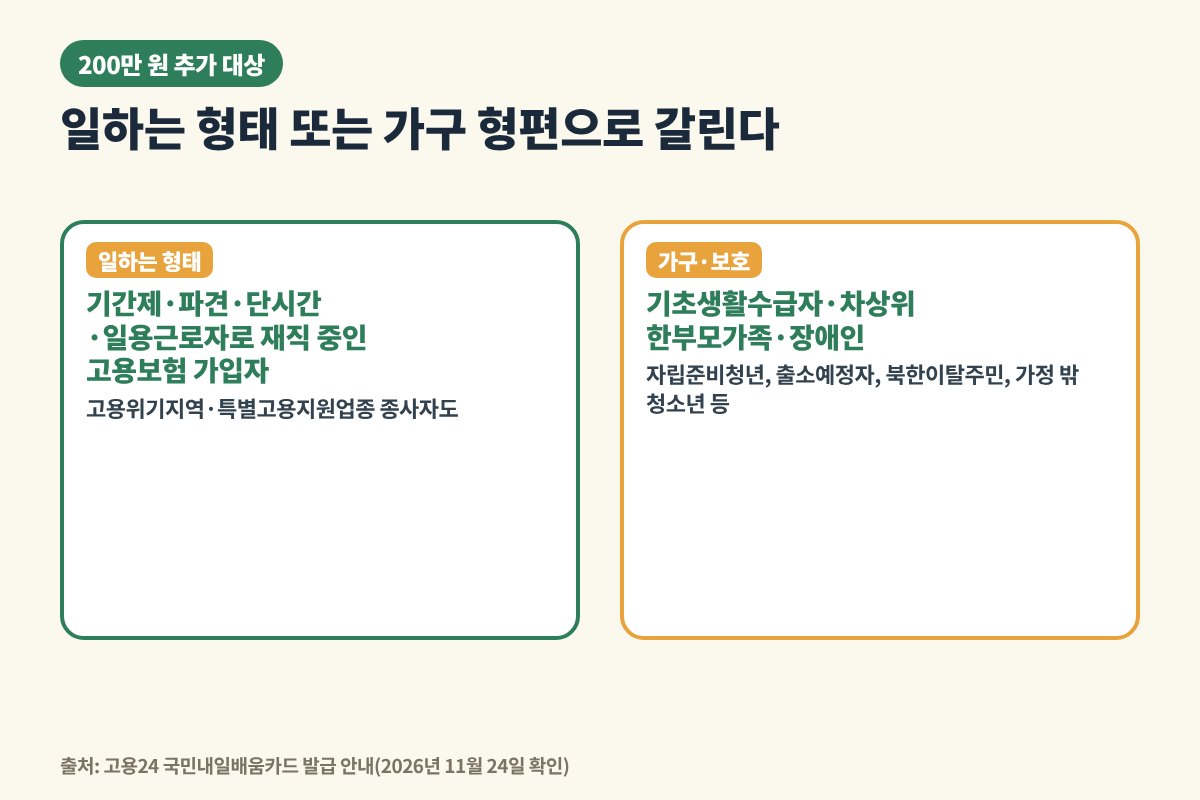 200만 원 추가 대상
일하는 형태 또는 가구 형편으로 갈린다
일하는 형태
기간제·파견·단시간
·일용근로자로 재직 중인
고용보험 가입자
고용위기지역·특별고용지원업종 종사자도
가구·보호
기초생활수급자·차상위
한부모가족·장애인
자립준비청년, 출소예정자, 북한이탈주민, 가정 밖
청소년 등
출처: 고용24 국민내일배움카드 발급 안내(2026년 11월 24일 확인)